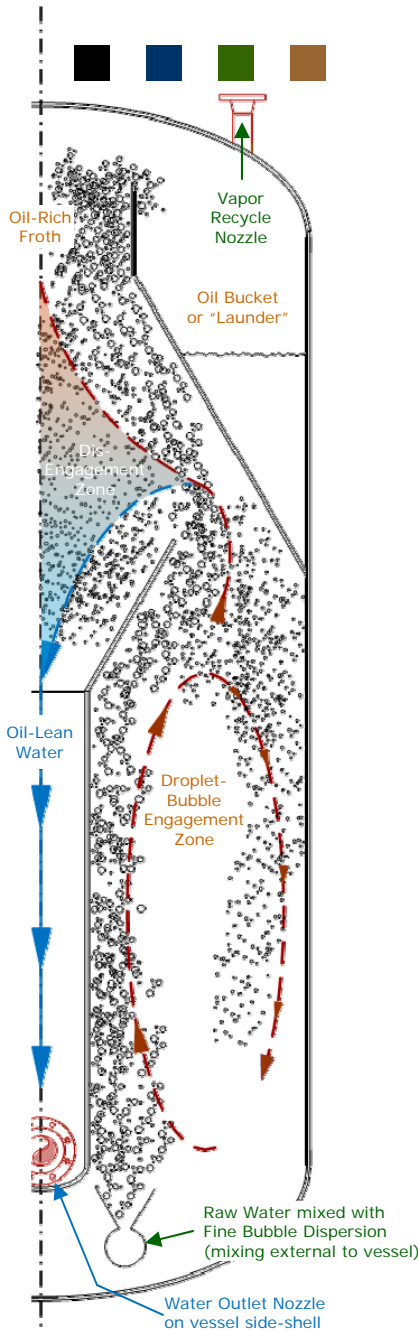 Oil-Rich
Froth
Vapor
Recycle
Nozzle
Oil Bucket
or “Launder”
Dis-
Engagement
Zone
Oil-Lean
Water
Droplet-
Bubble
Engagement
Zone
Raw Water mixed with
Fine Bubble Dispersion
(mixing external to vessel)
Water Outlet Nozzle
on vessel side-shell